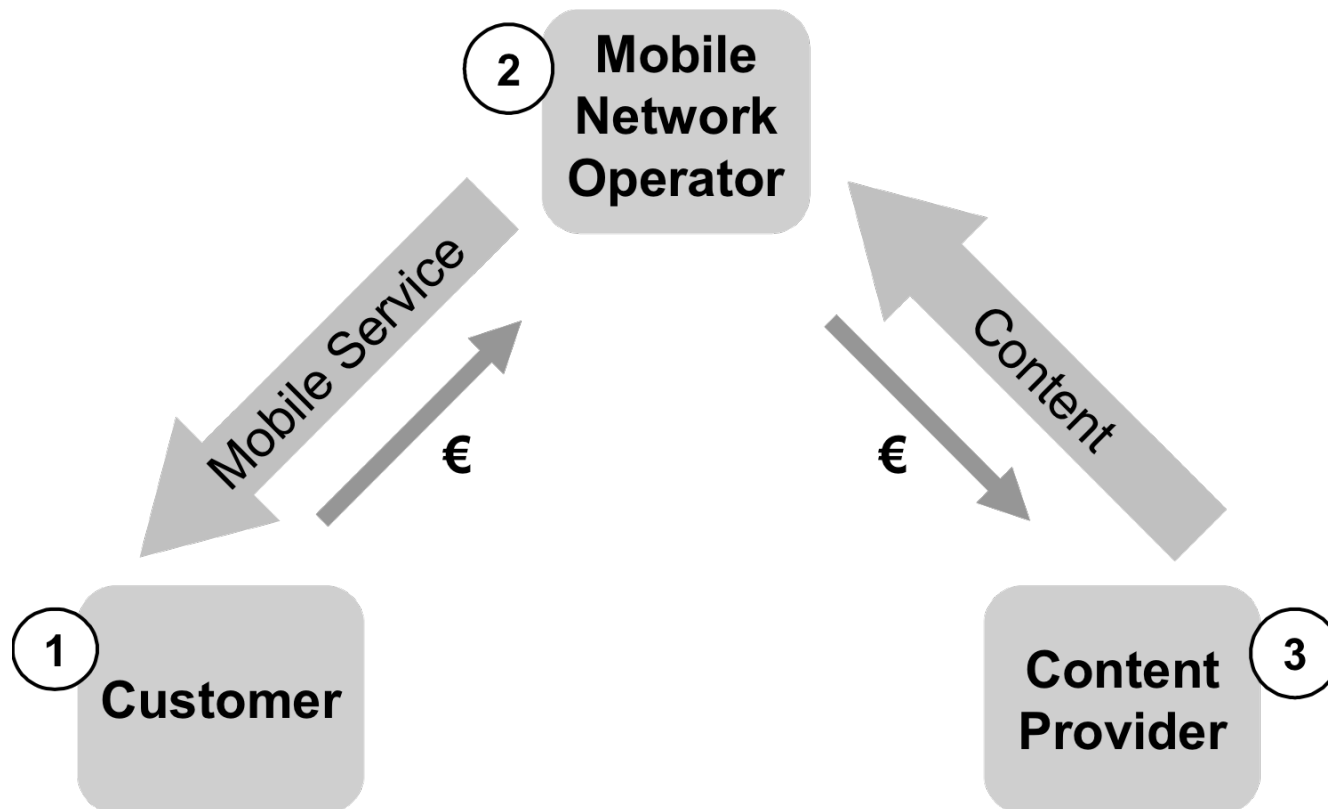 2
Mobile
Network
Operator
Mobile Service
€
€
Content
1
Customer
Content
Provider
3